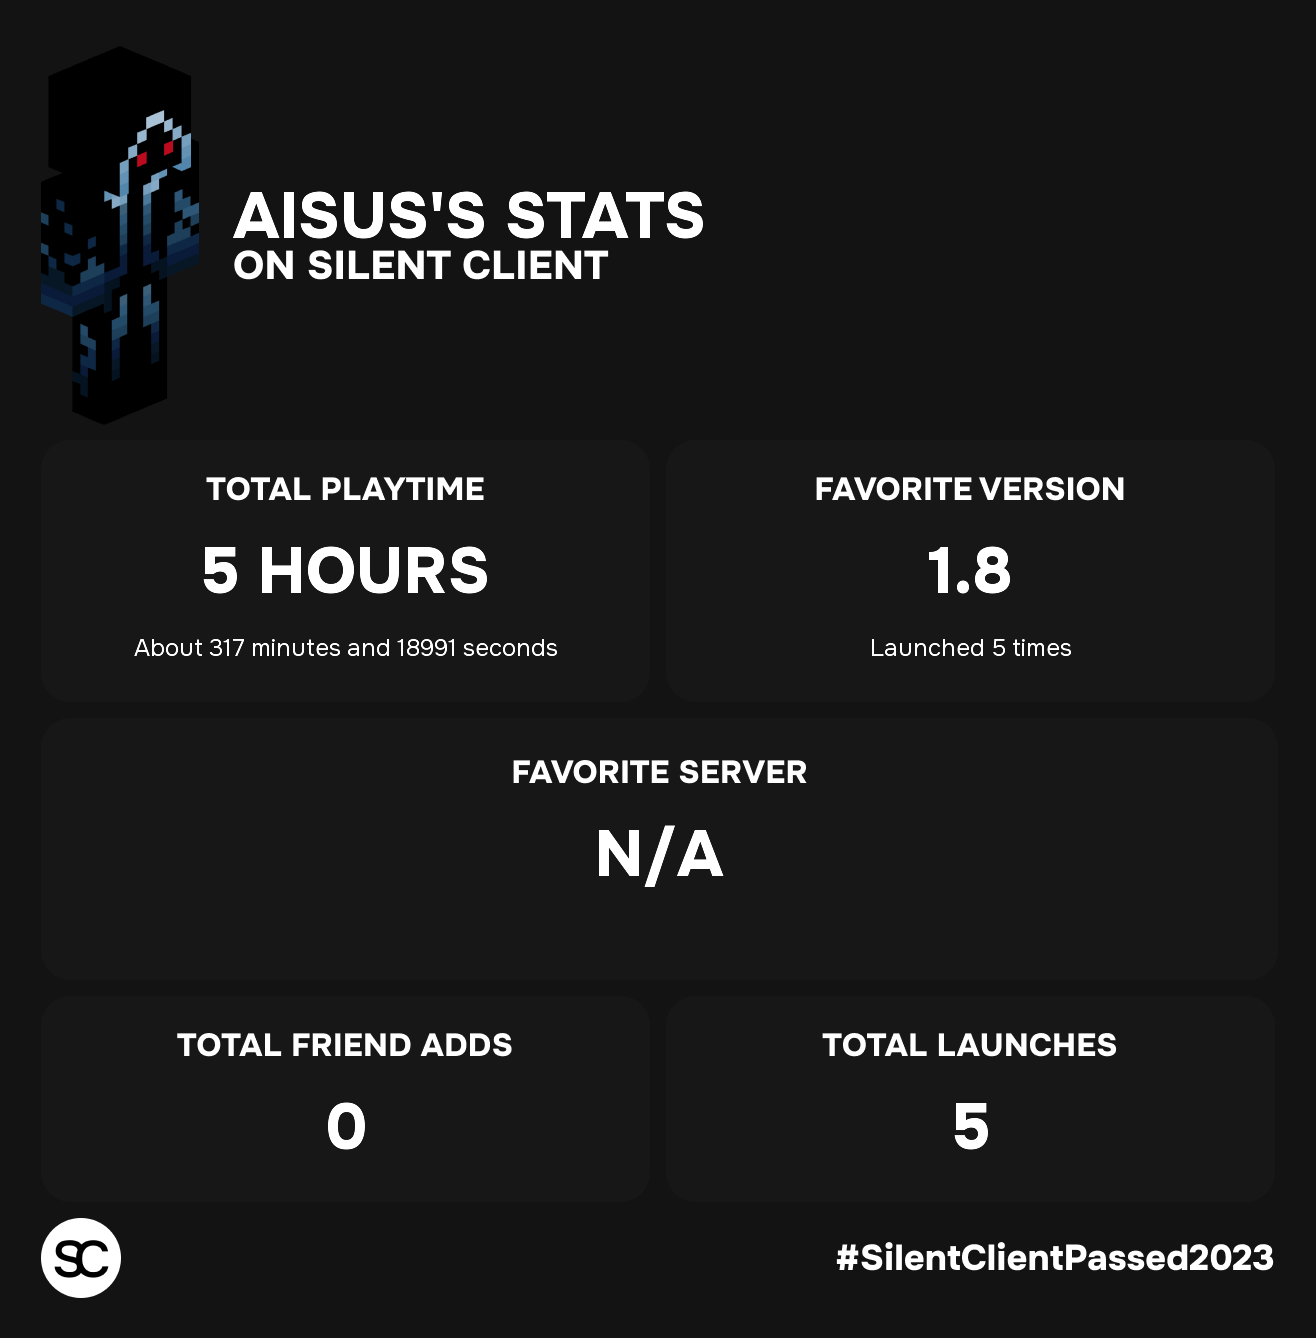 AISUS'S STATS
ON SILENT CLIENT
TOTAL PLAYTIME
5 HOURS
About 317 minutes and 18991 seconds
FAVORITE VERSION
1.8
Launched 5 times
FAVORITE SERVER
N/A
TOTAL FRIEND ADDS
0
TOTAL LAUNCHES
5
SC
#SilentClientPassed2023